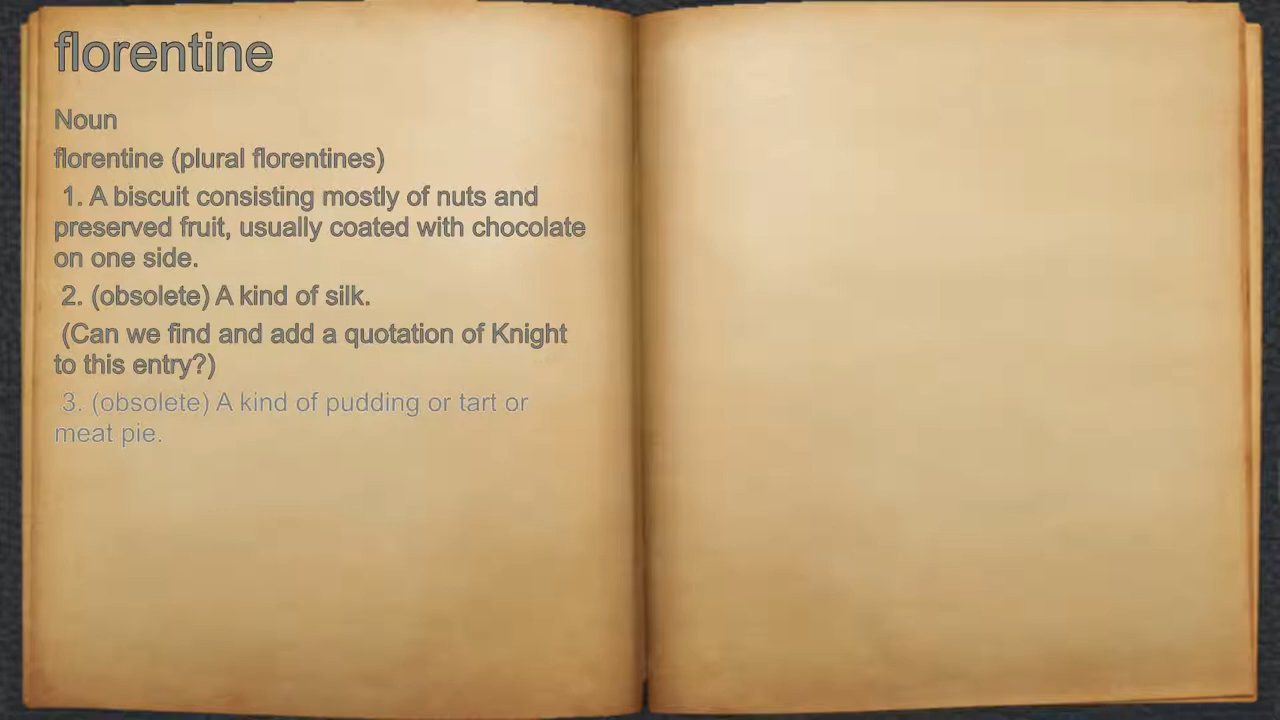 florentine
Noun
florentine (plural florentines)
1. A biscuit consisting mostly of nuts and
preserved fruit, usually coated with chocolate
on one side.
2. (obsolete) A kind of silk.
(Can we find and add a quotation of Knight
to this entry?)
3. (obsolete) A kind of pudding or tart or
meat pie.